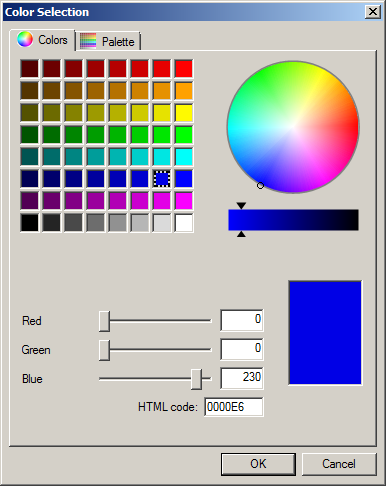 Color Selection
Colors Palette
Red 0
Green 0
Blue 230
HTML code: 0000E6
OK Cancel